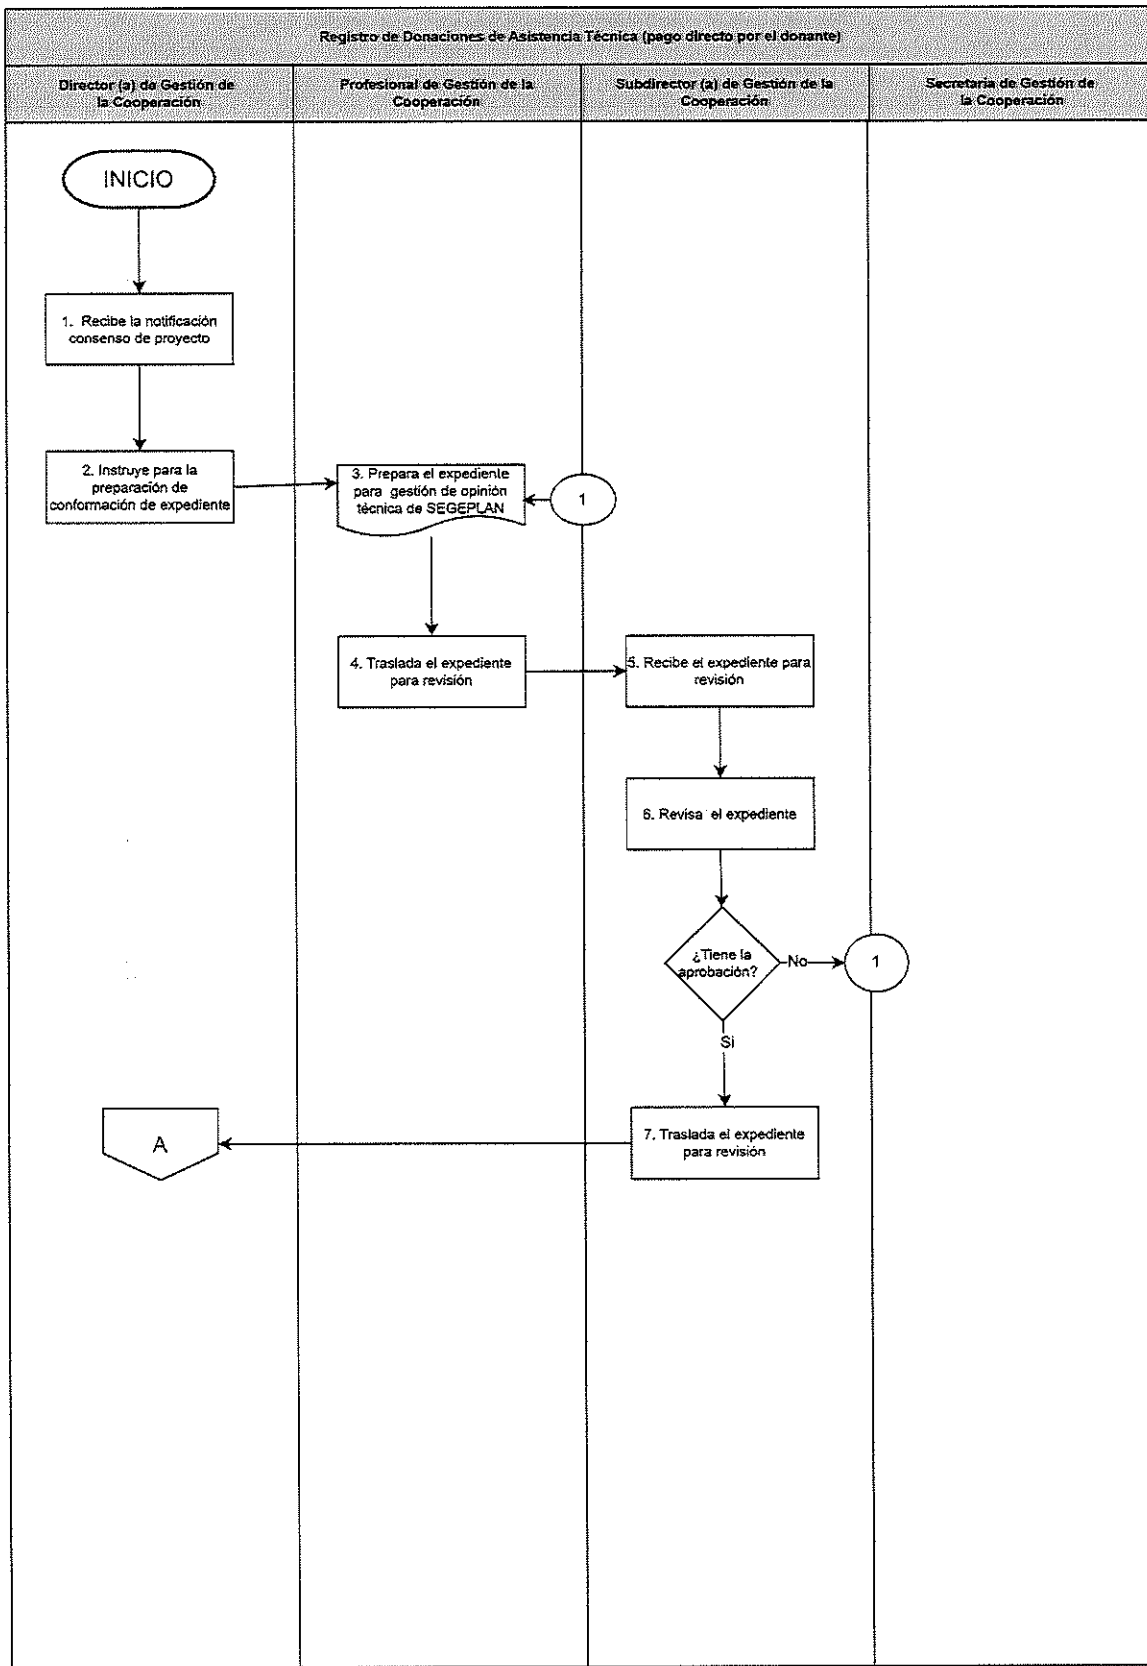 Registro de Donaciones de Asistencia Técnica (pago directo por el donante)
Director (a) de Gestión de
la Cooperación
Profesional de Gestión de la
Cooperación
Subdirector (a) de Gestión de la
Cooperación
Secretaria de Gestión de
la Cooperación
INICIO
1. Recibe la notificación
consenso de proyecto
2. Instruye para la
preparación de
conformación de expediente
3. Prepara el expediente
para gestión de opinión
técnica de SEGEPLAN
1
4. Traslada el expediente
para revisión
5. Recibe el expediente para
revisión
6. Revisa el expediente
¿Tiene la
aprobación?
No
1
Si
7. Traslada el expediente
para revisión
A